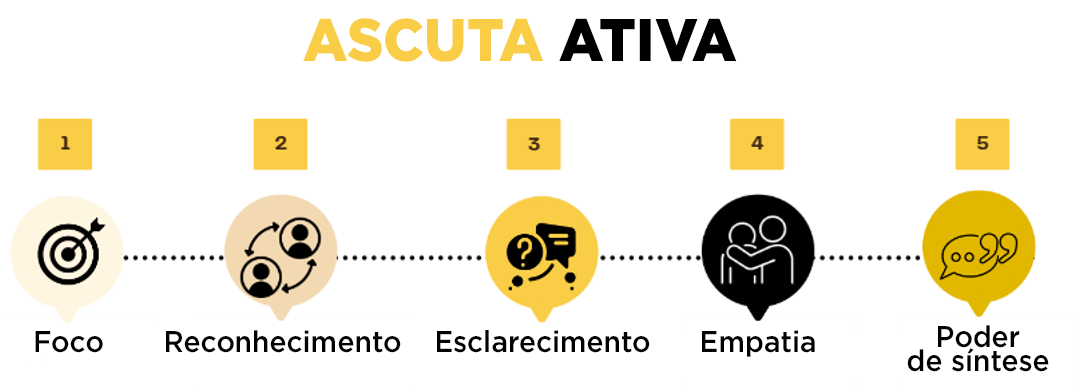 ASCUTA ATIVA
1
2
3
4
5
?
Foco
Reconhecimento
Esclarecimento
Empatia
Poder
de síntese